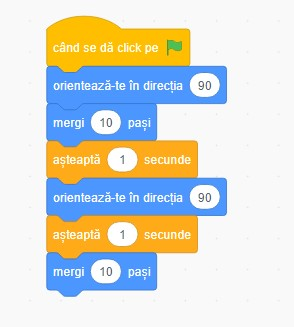 când se dă click pe
orientează-te în direcția 90
mergi 10 pași
așteaptă 1 secunde
orientează-te în direcția 90
așteaptă 1 secunde
mergi 10 pași